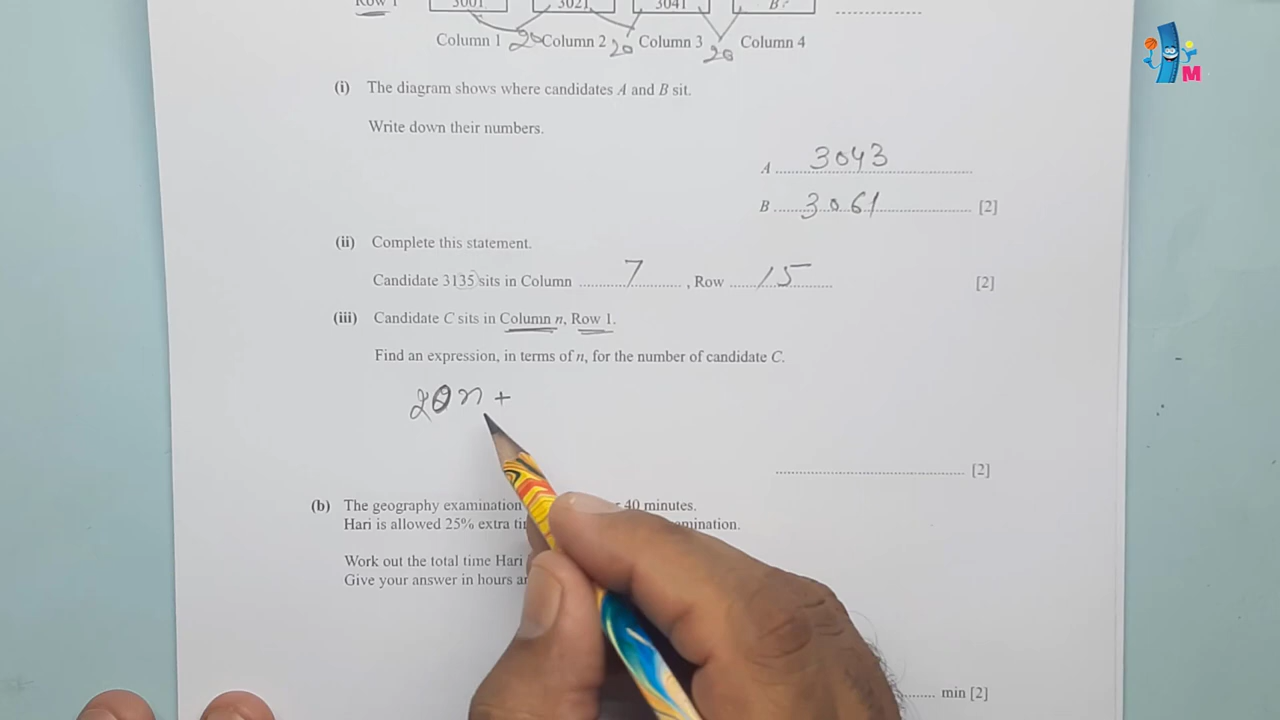 Row 1 3001 3021 3041 B?
Column 1 20 Column 2 20 Column 3 20 Column 4
(i) The diagram shows where candidates A and B sit.
Write down their numbers.
A 3043
B 3061 [2]
(ii) Complete this statement.
Candidate 3135 sits in Column 7, Row 15 [2]
(iii) Candidate C sits in Column n, Row 1.
Find an expression, in terms of n, for the number of candidate C.
20n +
[2]
(b) The geography examination 40 minutes.
Hari is allowed 25% extra
Work out the total time Hari
Give your answer in hours
min [2]
M